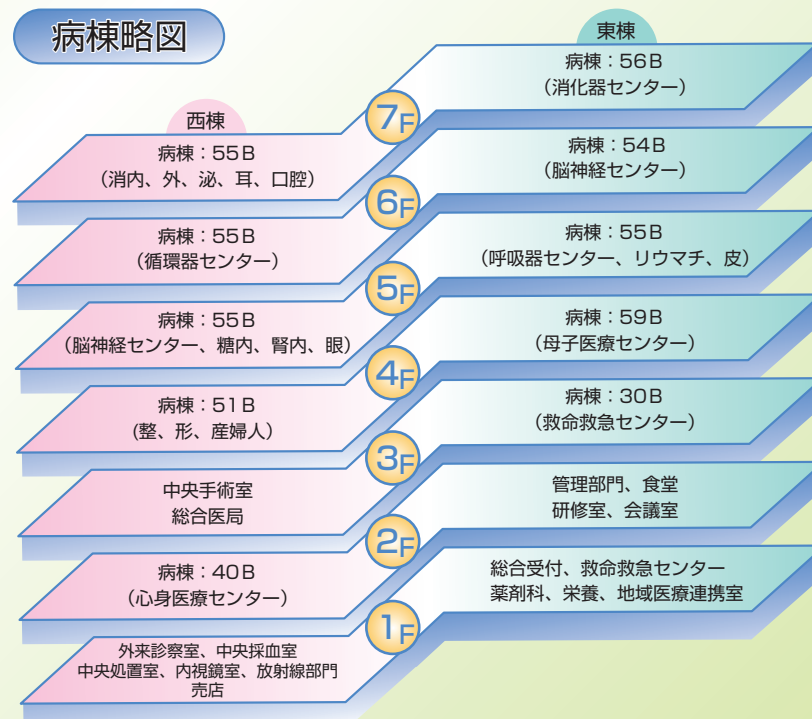 病棟略図
東棟
西棟
7F
病棟：56B
（消化器センター）
病棟：55B
（消内、外、泌、耳、口腔）
6F
病棟：54B
（脳神経センター）
病棟：55B
（循環器センター）
5F
病棟：55B
（呼吸器センター、リウマチ、皮）
病棟：55B
（脳神経センター、糖内、腎内、眼）
4F
病棟：59B
（母子医療センター）
病棟：51B
(整、形、産婦人）
3F
病棟：30B
（救命救急センター）
中央手術室
総合医局
2F
管理部門、食堂
研修室、会議室
病棟：40B
（心身医療センター）
1F
総合受付、救命救急センター
薬剤科、栄養、地域医療連携室
外来診察室、中央採血室
中央処置室、内視鏡室、放射線部門
売店